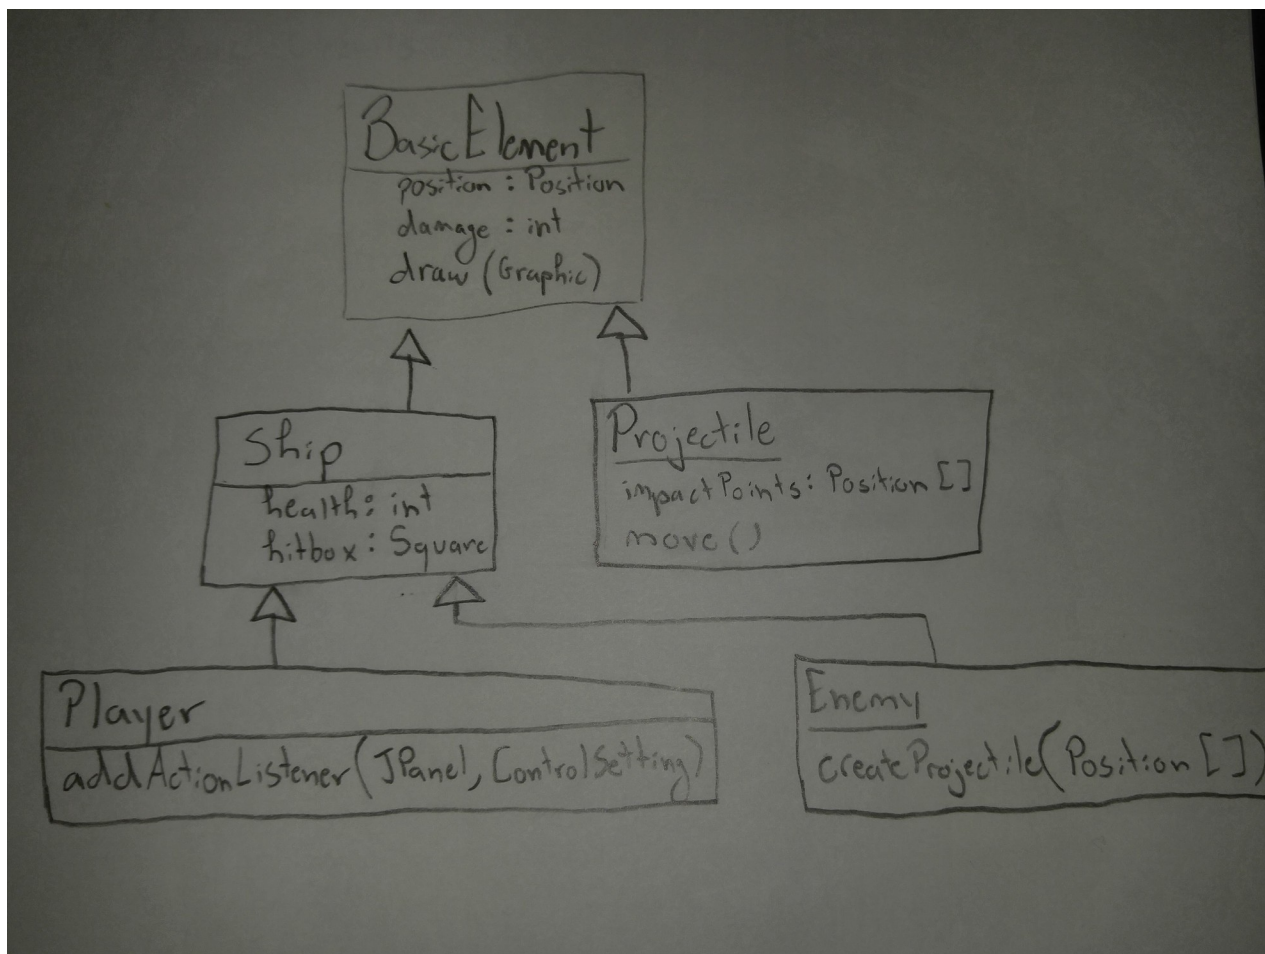 BasicElement
position : Position
damage : int
draw (Graphic)
Ship
health: int
hitbox : Square
Projectile
impactPoints: Position []
move ()
Player
addActionListener(JPanel, ControlSetting)
Enemy
createProjectile(Position [])